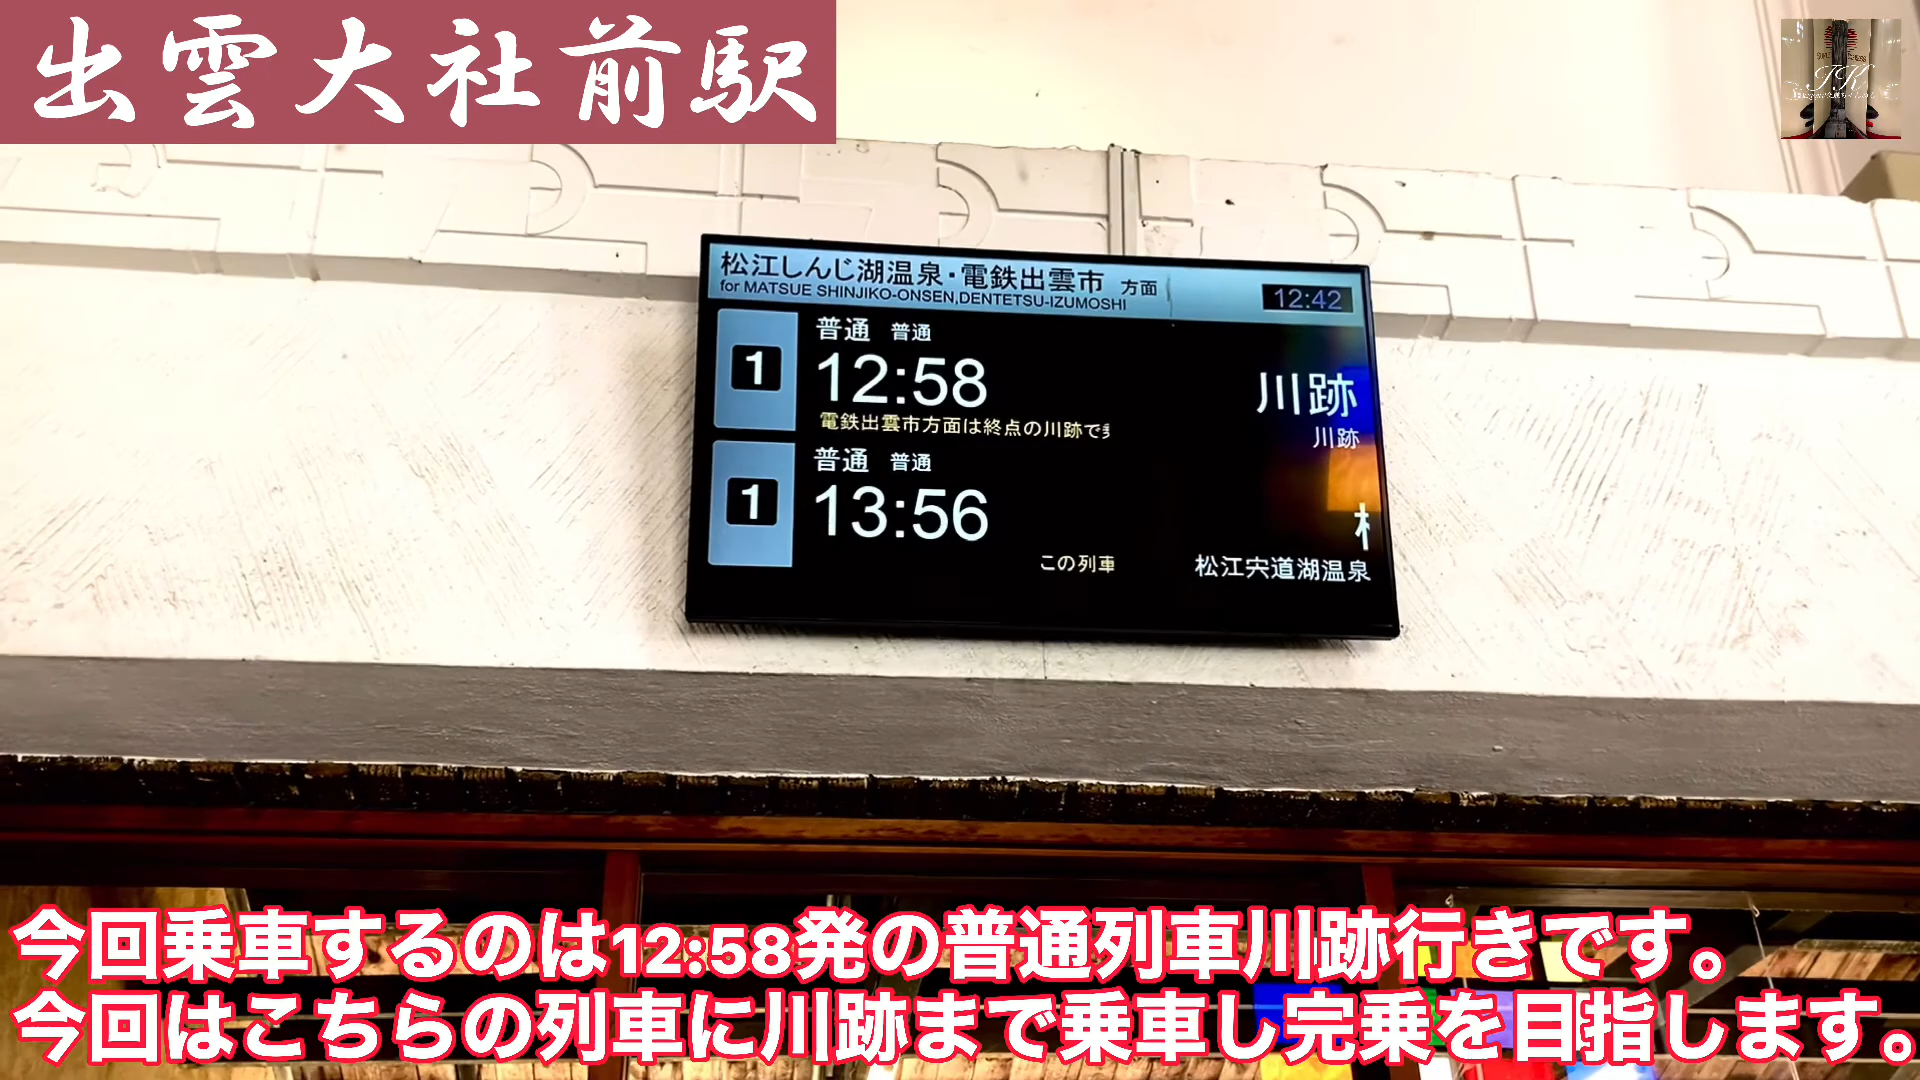 出雲大社前駅
JK
松江しんじ湖温泉・電鉄出雲市 方面
for MATSUE SHINJIKO-ONSEN,DENTETSU-IZUMOSHI
12:42
1
普通 普通
12:58
川跡
電鉄出雲市方面は終点の川跡で
川跡
1
普通 普通
13:56
この列車
松江宍道湖温泉
今回乗車するのは12:58発の普通列車川跡行きです。
今回はこちらの列車に川跡まで乗車し完乗を目指します。